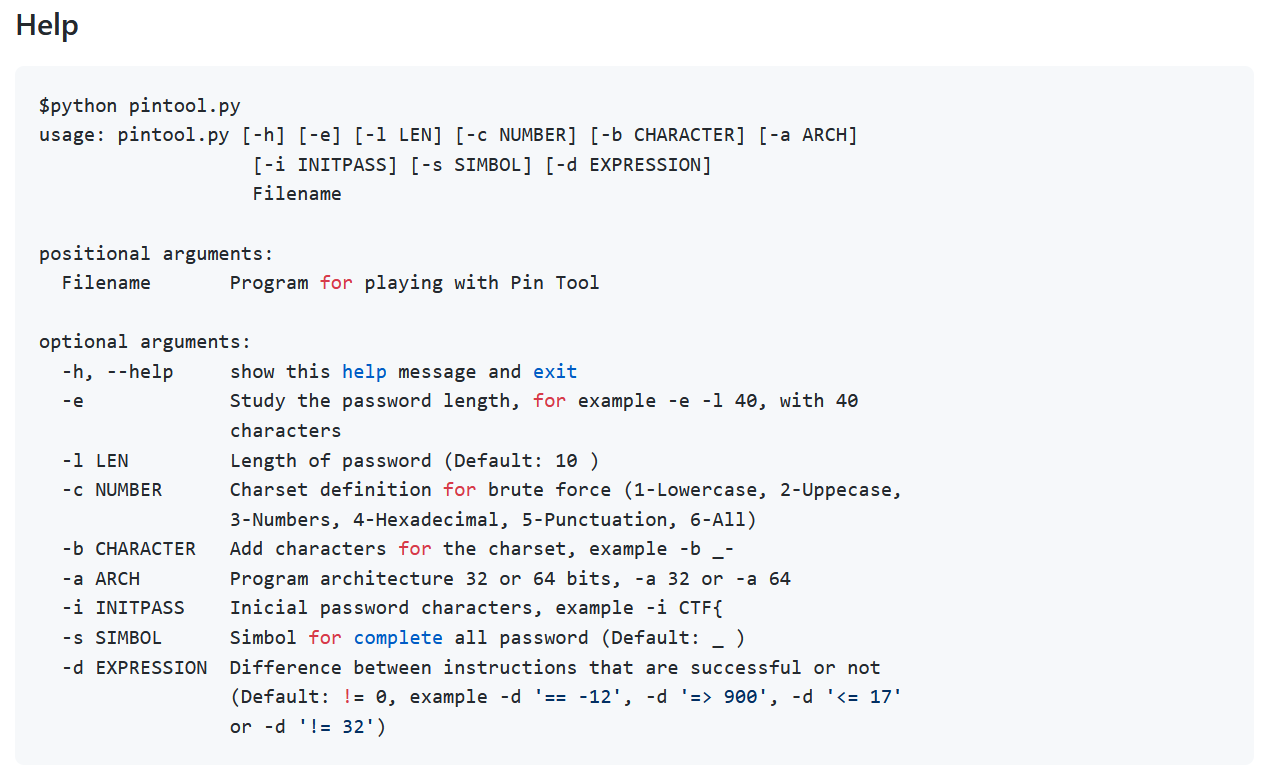 Help
$python pintool.py
usage: pintool.py [-h] [-e] [-l LEN] [-c NUMBER] [-b CHARACTER] [-a ARCH]
                   [-i INITPASS] [-s SIMBOL] [-d EXPRESSION]
                   Filename
positional arguments:
  Filename       Program for playing with Pin Tool
optional arguments:
  -h, --help     show this help message and exit
  -e             Study the password length, for example -e -l 40, with 40
                 characters
  -l LEN         Length of password (Default: 10 )
  -c NUMBER      Charset definition for brute force (1-Lowercase, 2-Uppecase,
                 3-Numbers, 4-Hexadecimal, 5-Punctuation, 6-All)
  -b CHARACTER   Add characters for the charset, example -b _-
  -a ARCH        Program architecture 32 or 64 bits, -a 32 or -a 64
  -i INITPASS    Inicial password characters, example -i CTF{
  -s SIMBOL      Simbol for complete all password (Default: _ )
  -d EXPRESSION  Difference between instructions that are successful or not
                 (Default: != 0, example -d '== -12', -d '=> 900', -d '<= 17'
                 or -d '!= 32')